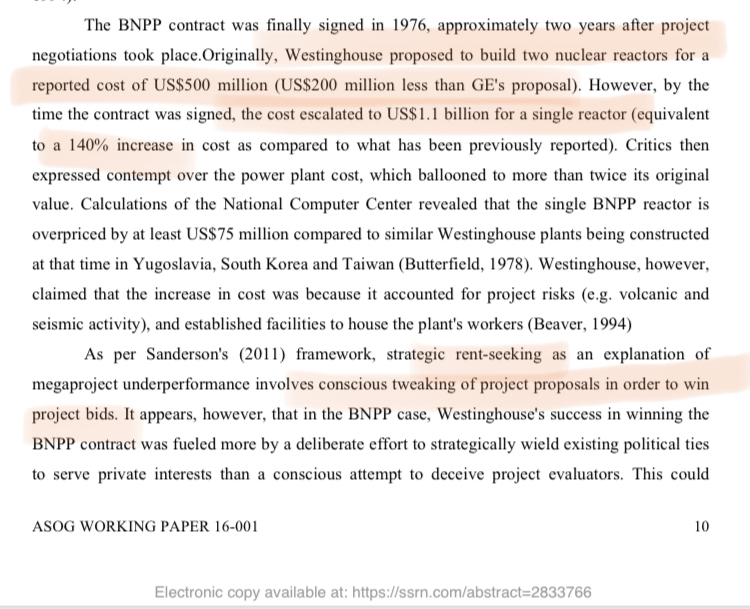 The BNPP contract was finally signed in 1976, approximately two years after project
negotiations took place.Originally, Westinghouse proposed to build two nuclear reactors for a
reported cost of US$500 million (US$200 million less than GE's proposal). However, by the
time the contract was signed, the cost escalated to US$1.1 billion for a single reactor (equivalent
to a 140% increase in cost as compared to what has been previously reported). Critics then
expressed contempt over the power plant cost, which ballooned to more than twice its original
value. Calculations of the National Computer Center revealed that the single BNPP reactor is
overpriced by at least US$75 million compared to similar Westinghouse plants being constructed
at that time in Yugoslavia, South Korea and Taiwan (Butterfield, 1978). Westinghouse, however,
claimed that the increase in cost was because it accounted for project risks (e.g. volcanic and
seismic activity), and established facilities to house the plant's workers (Beaver, 1994)
As per Sanderson's (2011) framework, strategic rent-seeking as an explanation of
megaproject underperformance involves conscious tweaking of project proposals in order to win
project bids. It appears, however, that in the BNPP case, Westinghouse's success in winning the
BNPP contract was fueled more by a deliberate effort to strategically wield existing political ties
to serve private interests than a conscious attempt to deceive project evaluators. This could
ASOG WORKING PAPER 16-001 10
Electronic copy available at: https://ssrn.com/abstract=2833766